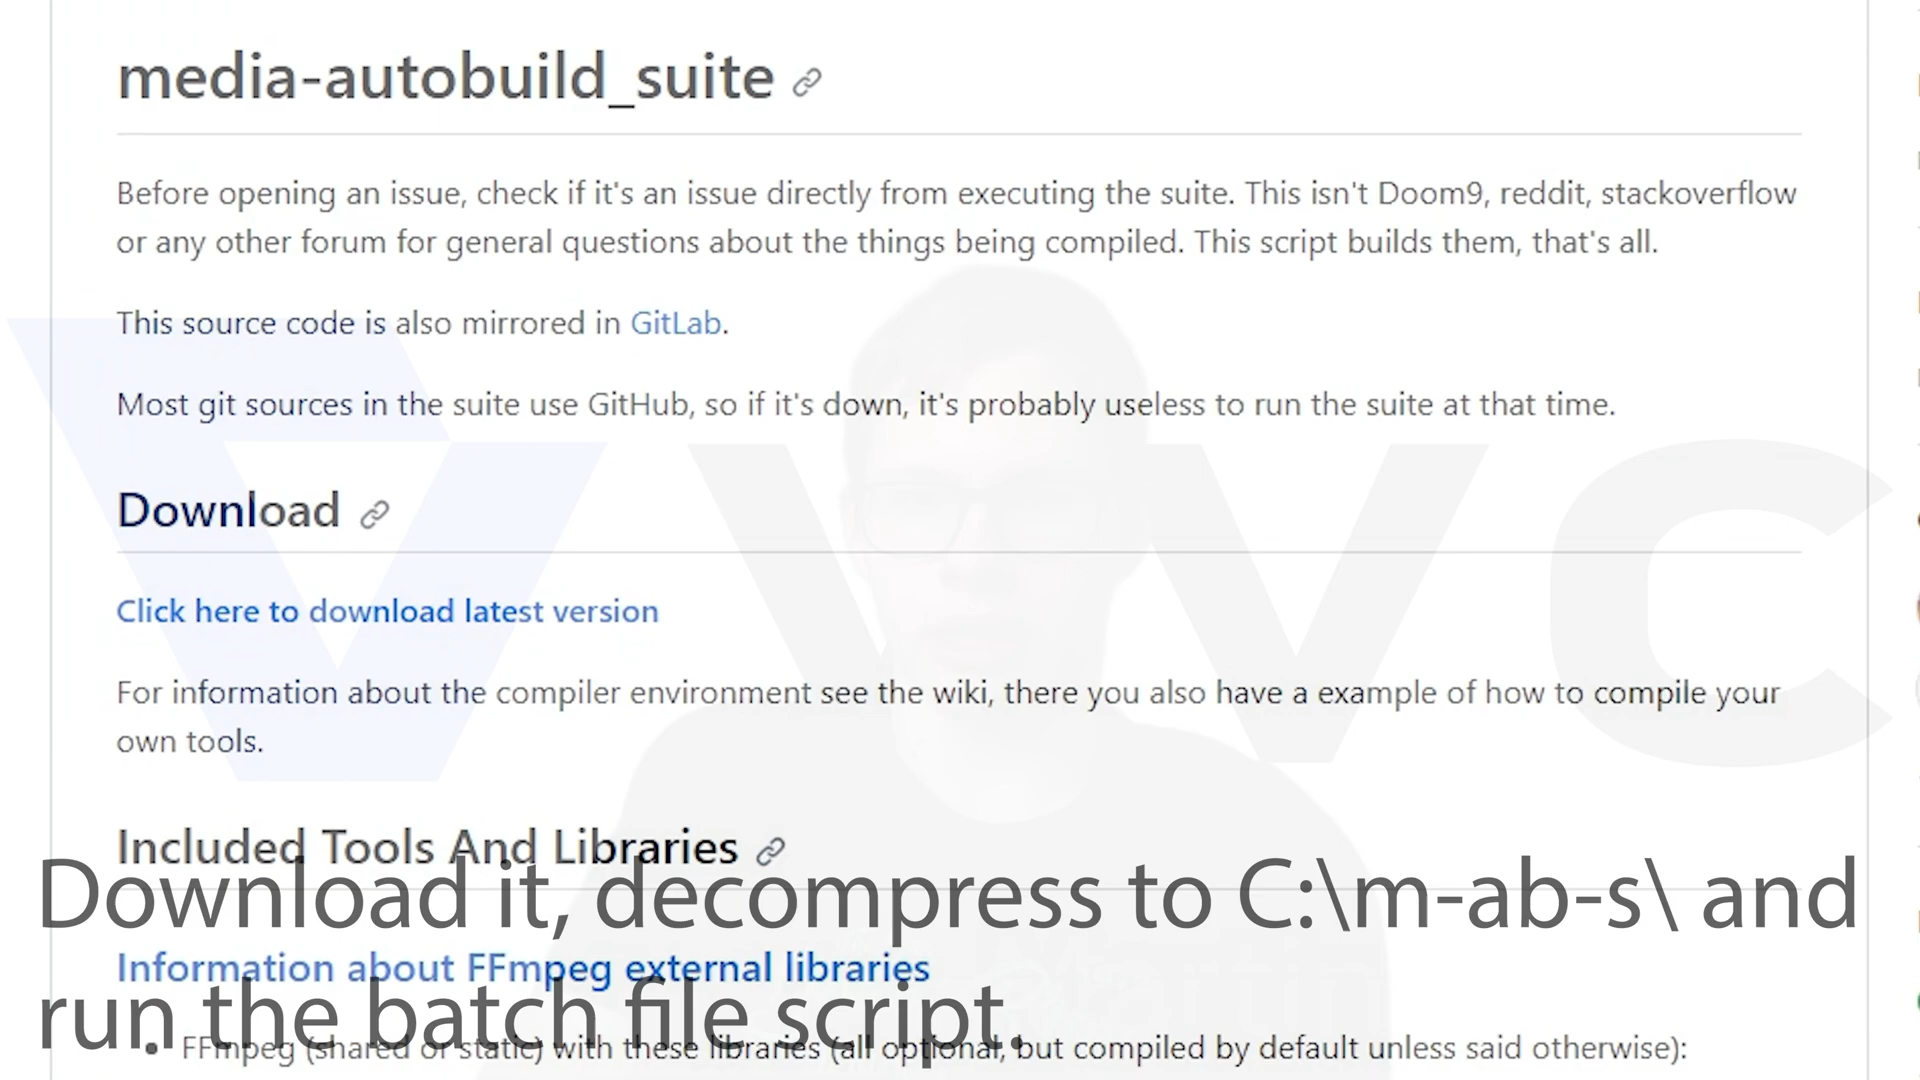 media-autobuild_suite
Before opening an issue, check if it's an issue directly from executing the suite. This isn't Doom9, reddit, stackoverflow
or any other forum for general questions about the things being compiled. This script builds them, that's all.
This source code is also mirrored in GitLab.
Most git sources in the suite use GitHub, so if it's down, it's probably useless to run the suite at that time.
VVC
Download
Click here to download latest version
For information about the compiler environment see the wiki, there you also have a example of how to compile your
own tools.
Included Tools And Libraries
Download it, decompress to C:\m-ab-s\ and
Information about FFmpeg external libraries
run the batch file script.
• FFmpeg (shared or static) with these libraries (all optional, but compiled by default unless said otherwise):